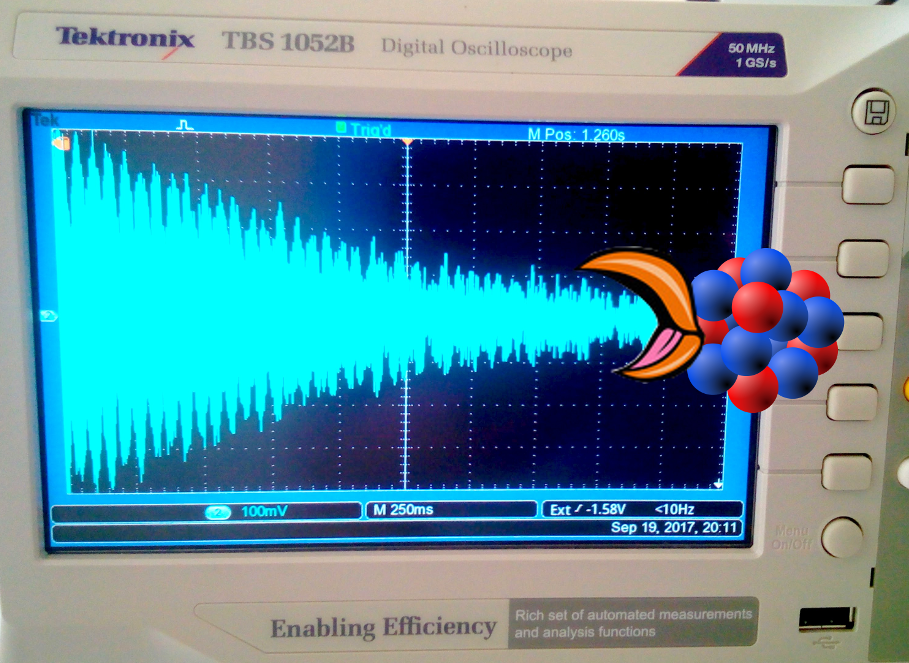 Tektronix TBS 1052B Digital Oscilloscope
50 MHz
1 GS/s
Tek Trig'd M Pos: 1.260s
2
2 100mV M 250ms Ext -1.58V <10Hz
Sep 19, 2017, 20:11
Menu
On/Off
Enabling Efficiency
Rich set of automated measurements
and analysis functions